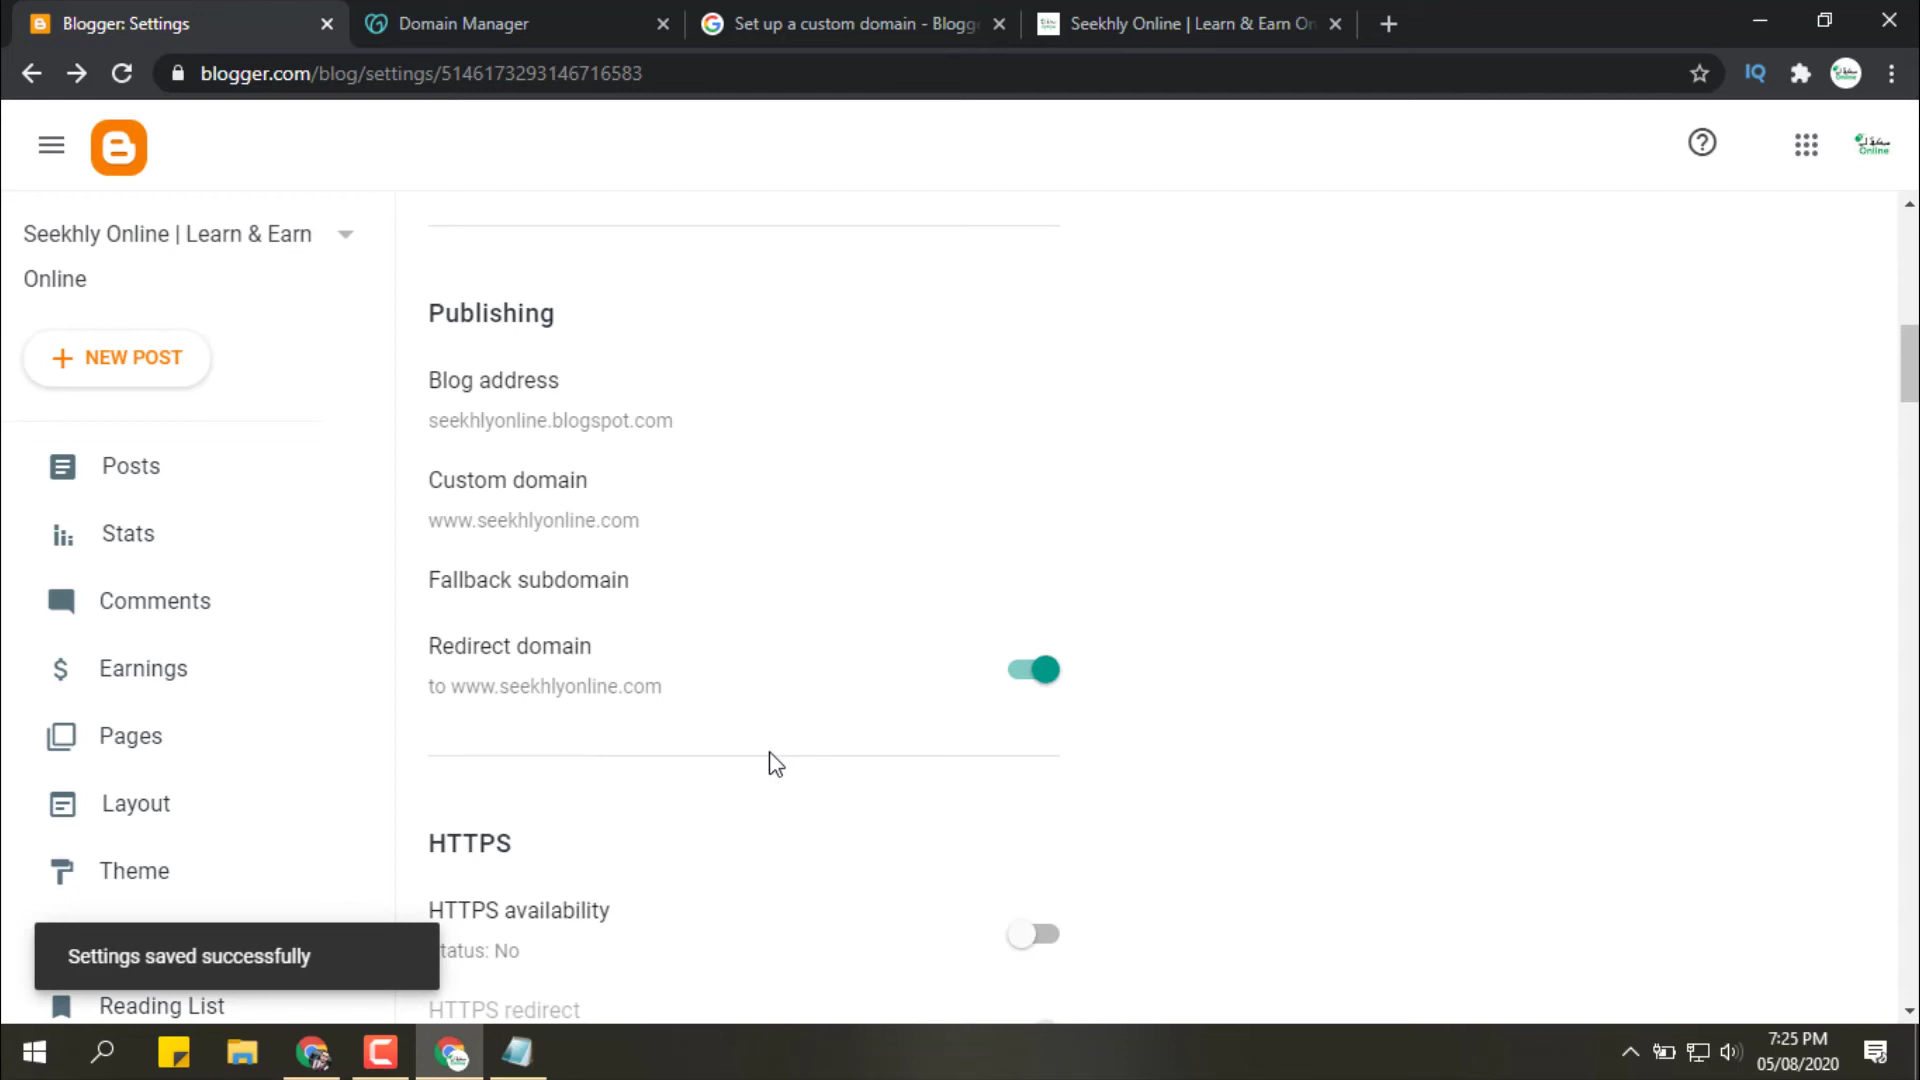 Blogger: Settings
Domain Manager
Set up a custom domain - Blogg
Seekhly Online | Learn & Earn On
blogger.com/blog/settings/5146173293146716583
IQ
Online
Seekhly Online | Learn & Earn
Online
NEW POST
Posts
Stats
Comments
Earnings
Pages
Layout
Theme
Reading List
Settings saved successfully
Publishing
Blog address
seekhlyonline.blogspot.com
Custom domain
www.seekhlyonline.com
Fallback subdomain
Redirect domain
to www.seekhlyonline.com
HTTPS
HTTPS availability
tatus: No
HTTPS redirect
7:25 PM
05/08/2020